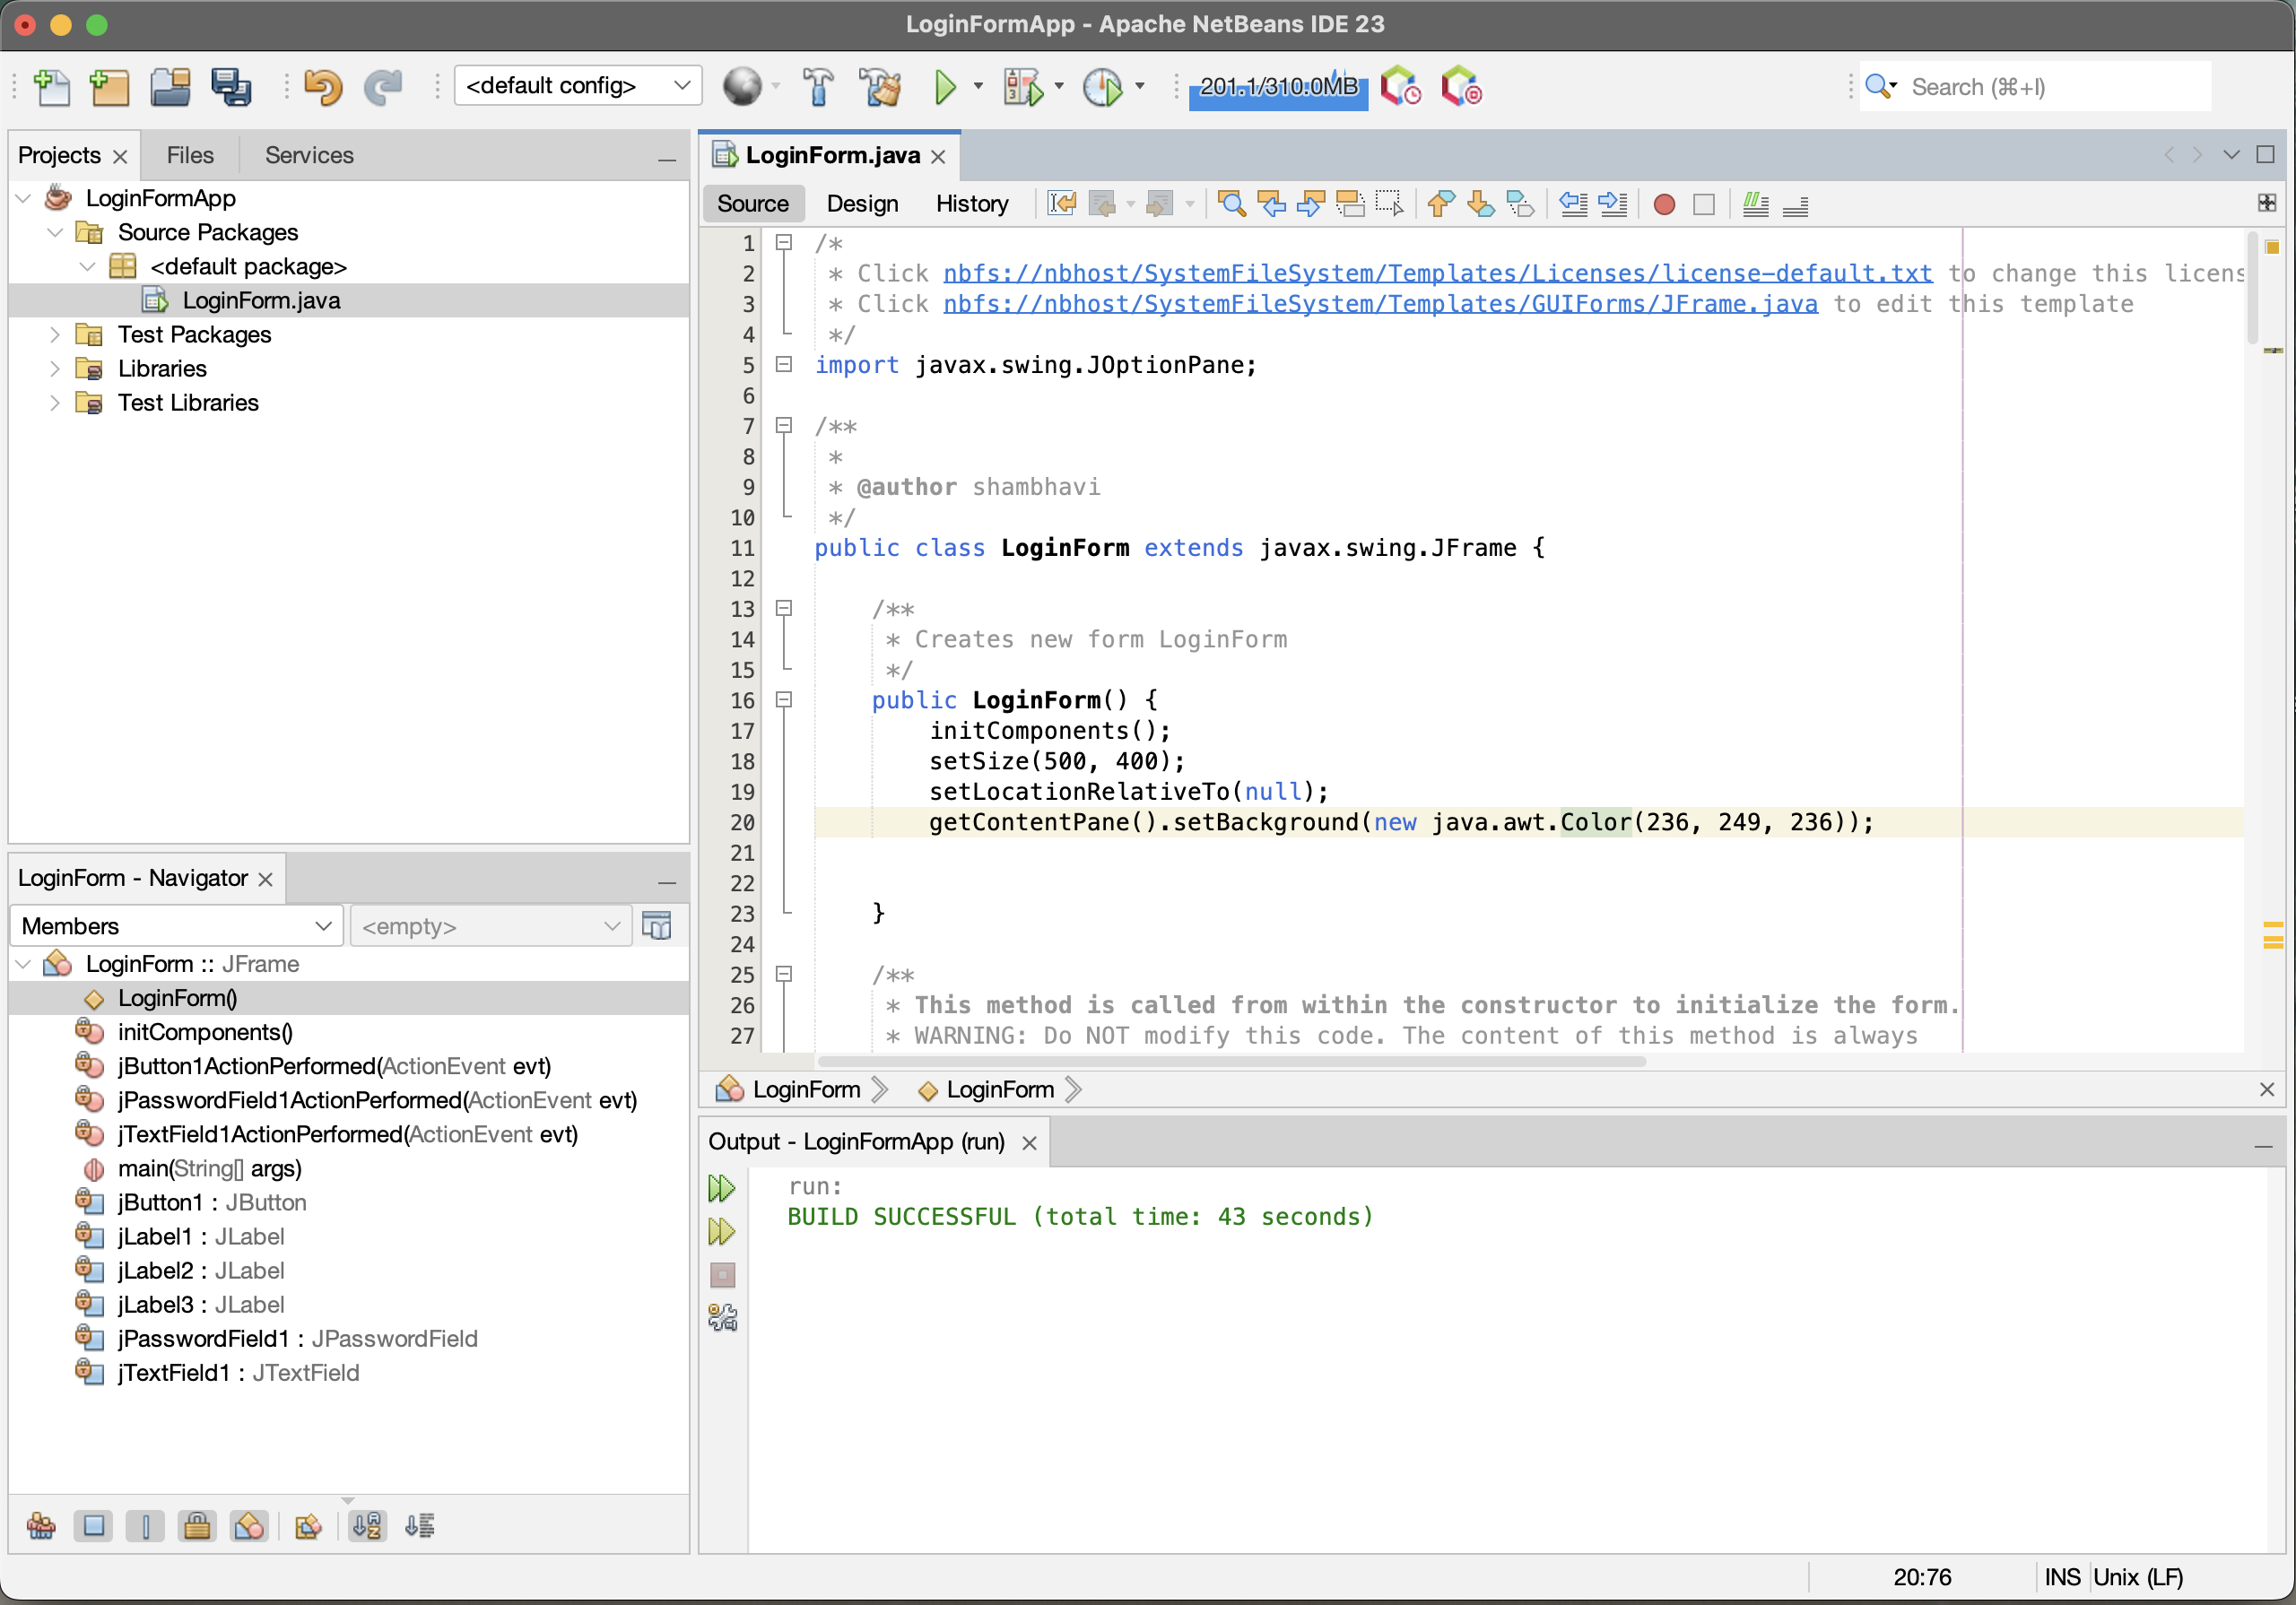 LoginFormApp - Apache NetBeans IDE 23
<default config>
201.1/310.0MB
Search (⌘+I)
Projects
Files
Services
LoginFormApp
Source Packages
<default package>
LoginForm.java
Test Packages
Libraries
Test Libraries
LoginForm - Navigator
Members
<empty>
LoginForm :: JFrame
LoginForm()
initComponents()
jButton1ActionPerformed(ActionEvent evt)
jPasswordField1ActionPerformed(ActionEvent evt)
jTextField1ActionPerformed(ActionEvent evt)
main(String[] args)
jButton1 : JButton
jLabel1 : JLabel
jLabel2 : JLabel
jLabel3 : JLabel
jPasswordField1 : JPasswordField
jTextField1 : JTextField
LoginForm.java
Source Design History
1 /*
2 * Click nbfs://nbhost/SystemFileSystem/Templates/Licenses/license-default.txt to change this licens
3 * Click nbfs://nbhost/SystemFileSystem/Templates/GUIForms/JFrame.java to edit this template
4 */
5 import javax.swing.JOptionPane;
6
7 /**
8 *
9 * @author shambhavi
10 */
11 public class LoginForm extends javax.swing.JFrame {
12
13 /**
14 * Creates new form LoginForm
15 */
16 public LoginForm() {
17 initComponents();
18 setSize(500, 400);
19 setLocationRelativeTo(null);
20 getContentPane().setBackground(new java.awt.Color(236, 249, 236));
21
22
23 }
24
25 /**
26 * This method is called from within the constructor to initialize the form.
27 * WARNING: Do NOT modify this code. The content of this method is always
LoginForm LoginForm
Output - LoginFormApp (run)
run:
BUILD SUCCESSFUL (total time: 43 seconds)
20:76 INS Unix (LF)